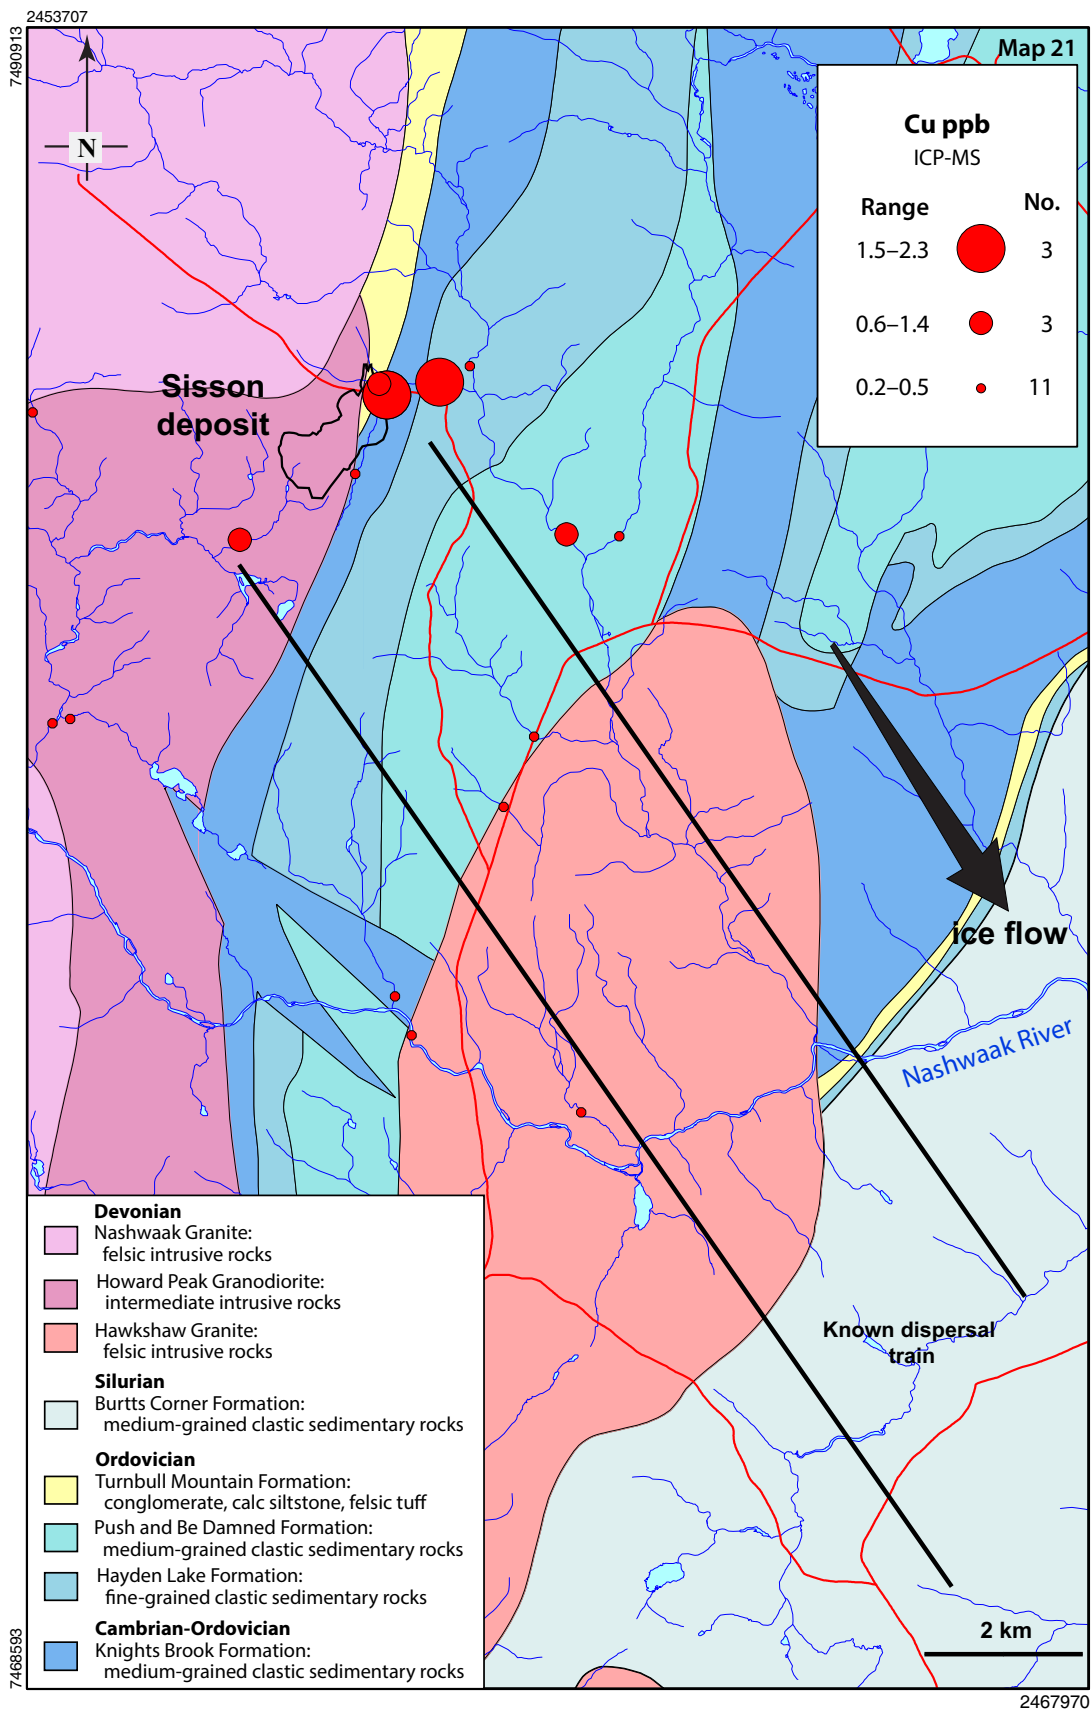 2453707
7490913
Map 21
N
Cu ppb
ICP-MS
Range
No.
1.5–2.3
3
0.6–1.4
3
0.2–0.5
11
Sisson
deposit
ice flow
Nashwaak River
Known dispersal
train
Devonian
Nashwaak Granite:
felsic intrusive rocks
Howard Peak Granodiorite:
intermediate intrusive rocks
Hawkshaw Granite:
felsic intrusive rocks
Silurian
Burtts Corner Formation:
medium-grained clastic sedimentary rocks
Ordovician
Turnbull Mountain Formation:
conglomerate, calc siltstone, felsic tuff
Push and Be Damned Formation:
medium-grained clastic sedimentary rocks
Hayden Lake Formation:
fine-grained clastic sedimentary rocks
Cambrian-Ordovician
Knights Brook Formation:
medium-grained clastic sedimentary rocks
2 km
7468593
2467970